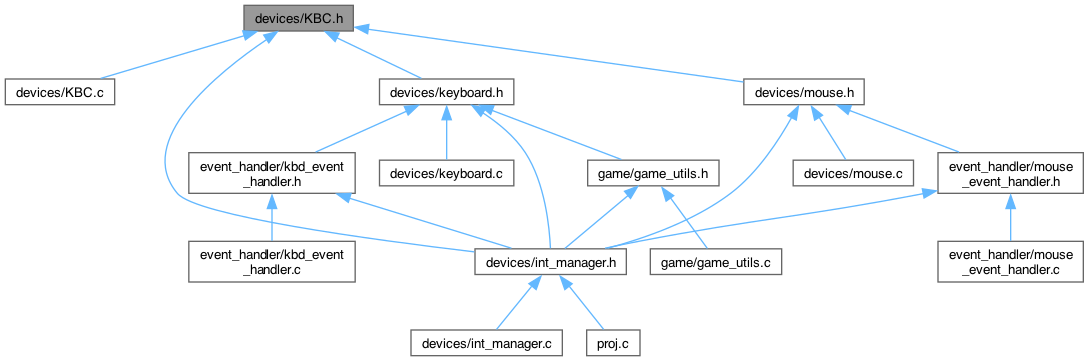 devices/KBC.h
devices/KBC.c
devices/keyboard.h
devices/mouse.h
event_handler/kbd_event
_handler.h
devices/keyboard.c
game/game_utils.h
devices/mouse.c
event_handler/mouse
_event_handler.h
event_handler/kbd_event
_handler.c
devices/int_manager.h
game/game_utils.c
event_handler/mouse
_event_handler.c
devices/int_manager.c
proj.c